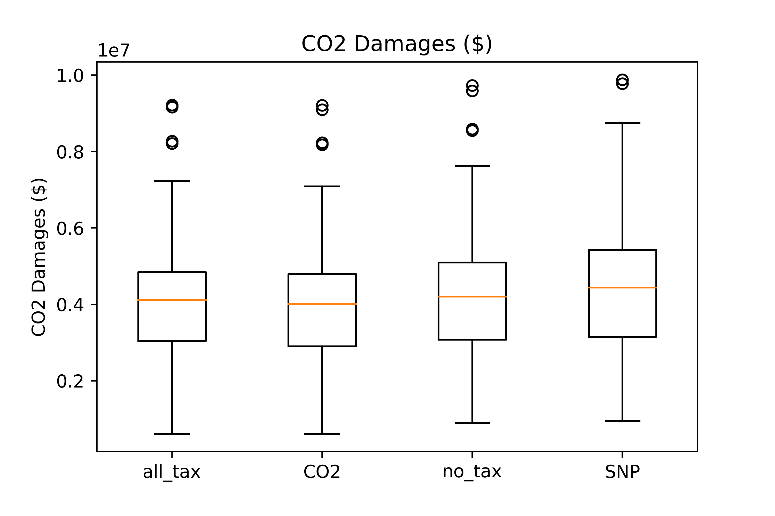 CO2 Damages ($)
1e7
1.0
0.8
0.6
0.4
0.2
CO2 Damages ($)
all_tax CO2 no_tax SNP